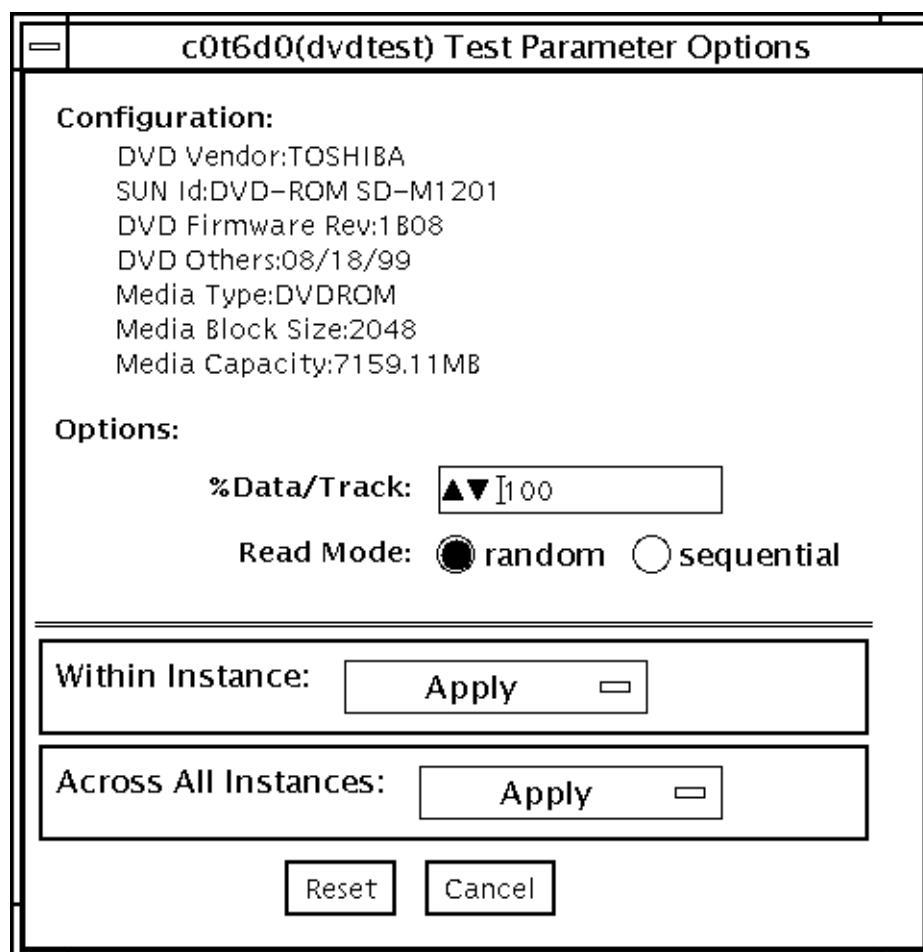 c0t6d0(dvdtest) Test Parameter Options
Configuration:
DVD Vendor:TOSHIBA
SUN Id:DVD-ROM SD-M1201
DVD Firmware Rev:1B08
DVD Others:08/18/99
Media Type:DVDROM
Media Block Size:2048
Media Capacity:7159.11MB
Options:
%Data/Track: 100
Read Mode: random sequential
Within Instance: Apply
Across All Instances: Apply
Reset Cancel